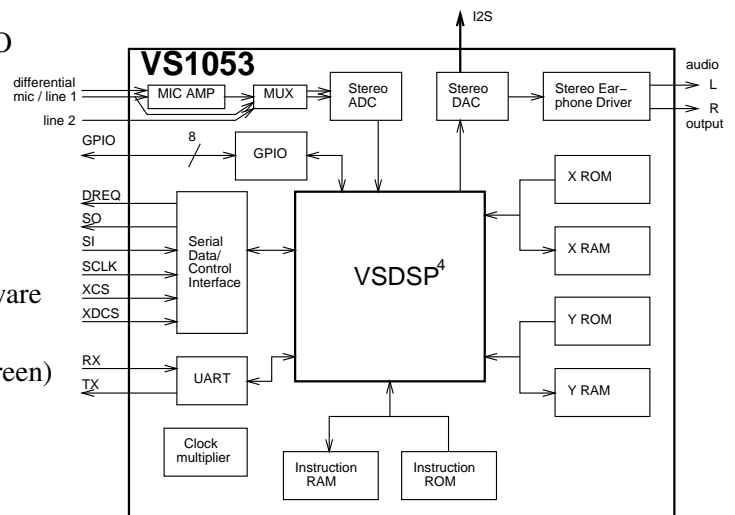 I2S
O
VS1053
audio
differential
mic / line 1
MIC AMP
MUX
Stereo
ADC
Stereo
DAC
Stereo Ear–
phone Driver
L
R
output
line 2
GPIO
8
GPIO
X ROM
DREQ
SO
SI
SCLK
XCS
XDCS
Serial
Data/
Control
Interface
VSDSP4
X RAM
Y ROM
Y RAM
reen)
RX
TX
UART
Clock
multiplier
Instruction
RAM
Instruction
ROM